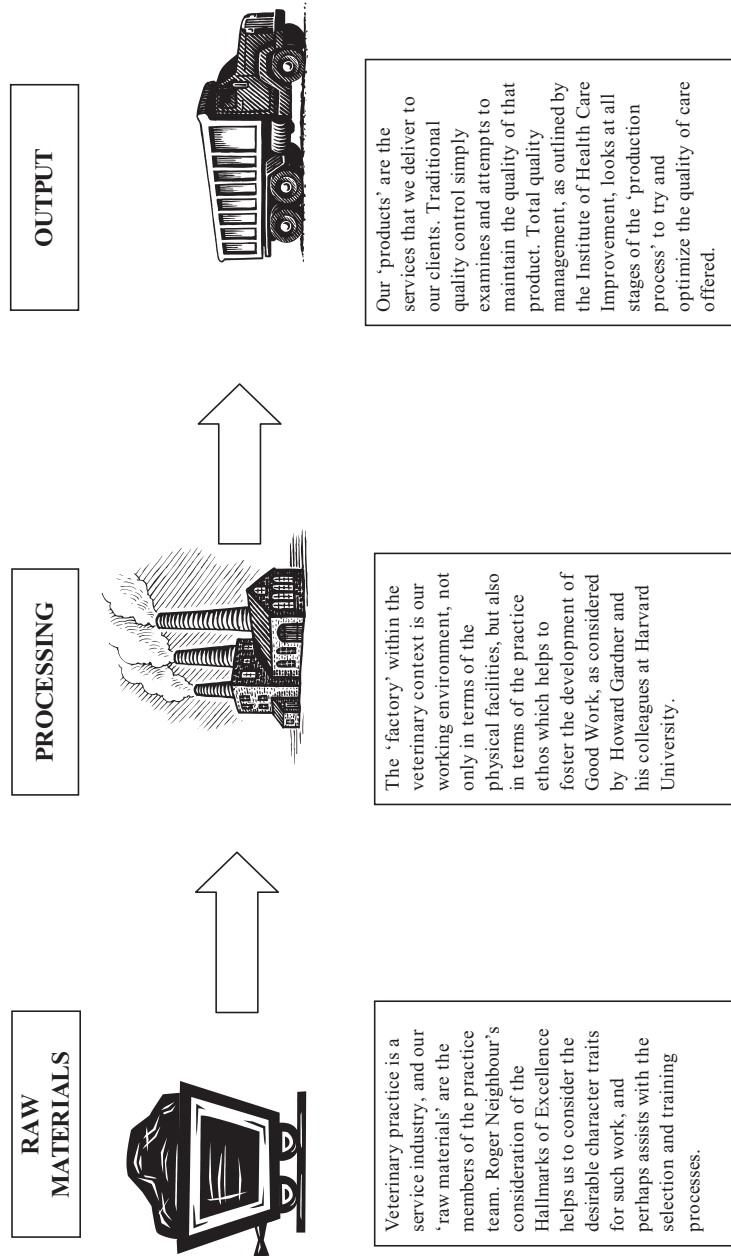 RAW
MATERIALS
Veterinary practice is a
service industry, and our
‘raw materials’ are the
members of the practice
team. Roger Neighbour’s
consideration of the
Hallmarks of Excellence
helps us to consider the
desirable character traits
for such work, and
perhaps assists with the
selection and training
processes.
PROCESSING
The ‘factory’ within the
veterinary context is our
working environment, not
only in terms of the
physical facilities, but also
in terms of the practice
ethos which helps to
foster the development of
Good Work, as considered
by Howard Gardner and
his colleagues at Harvard
University.
OUTPUT
Our ‘products’ are the
services that we deliver to
our clients. Traditional
quality control simply
examines and attempts to
maintain the quality of that
product. Total quality
management, as outlined by
the Institute of Health Care
Improvement, looks at all
stages of the ‘production
process’ to try and
optimize the quality of care
offered.